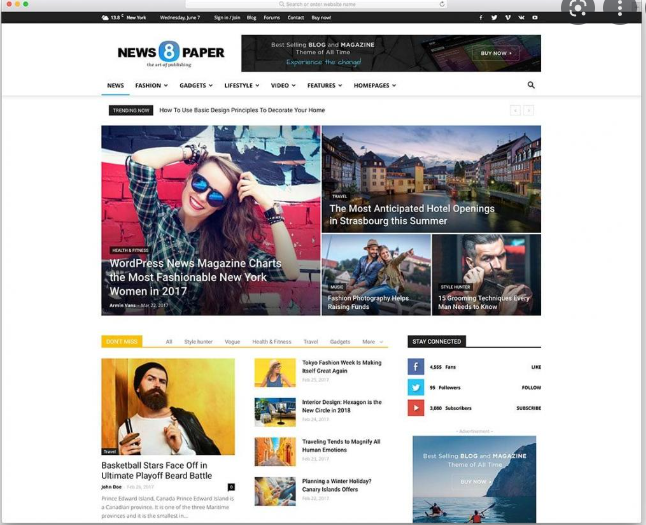 Search or enter website name
13.8 C New York Wednesday, June 7 Sign in / Join Blog Forums Contact Buy now!
NEWS 8 PAPER
the art of publishing
Best Selling BLOG and MAGAZINE
Theme of All Time
Experience the change!
BUY NOW
NEWS FASHION GADGETS LIFESTYLE VIDEO FEATURES HOMEPAGES
TRENDING NOW How To Use Basic Design Principles To Decorate Your Home
HEALTH & FITNESS
WordPress News Magazine Charts
the Most Fashionable New York
Women in 2017
Armin Vans - Mar 22, 2017
TRAVEL
The Most Anticipated Hotel Openings
in Strasbourg this Summer
MUSIC
Fashion Photography Helps
Raising Funds
STYLE HUNTER
15 Grooming Techniques Every
Man Needs to Know
DON'T MISS All Style hunter Vogue Health & Fitness Travel Gadgets More
Travel
Basketball Stars Face Off in
Ultimate Playoff Beard Battle
John Doe - Feb 26, 2017 0
Prince Edward Island, Canada Prince Edward Island is
a Canadian province. It is one of the three Maritime
provinces and it is the smallest in...
Tokyo Fashion Week Is Making
Itself Great Again
Feb 25, 2017
Interior Design: Hexagon is the
New Circle in 2018
Feb 24, 2017
Traveling Tends to Magnify All
Human Emotions
Feb 23, 2017
Planning a Winter Holiday?
Canary Islands Offers
Feb 22, 2017
STAY CONNECTED
Fans LIKE
95 Followers FOLLOW
Subscribers SUBSCRIBE
- Advertisement -
Best Selling BLOG and MAGAZINE
Theme of All Time
BUY NOW